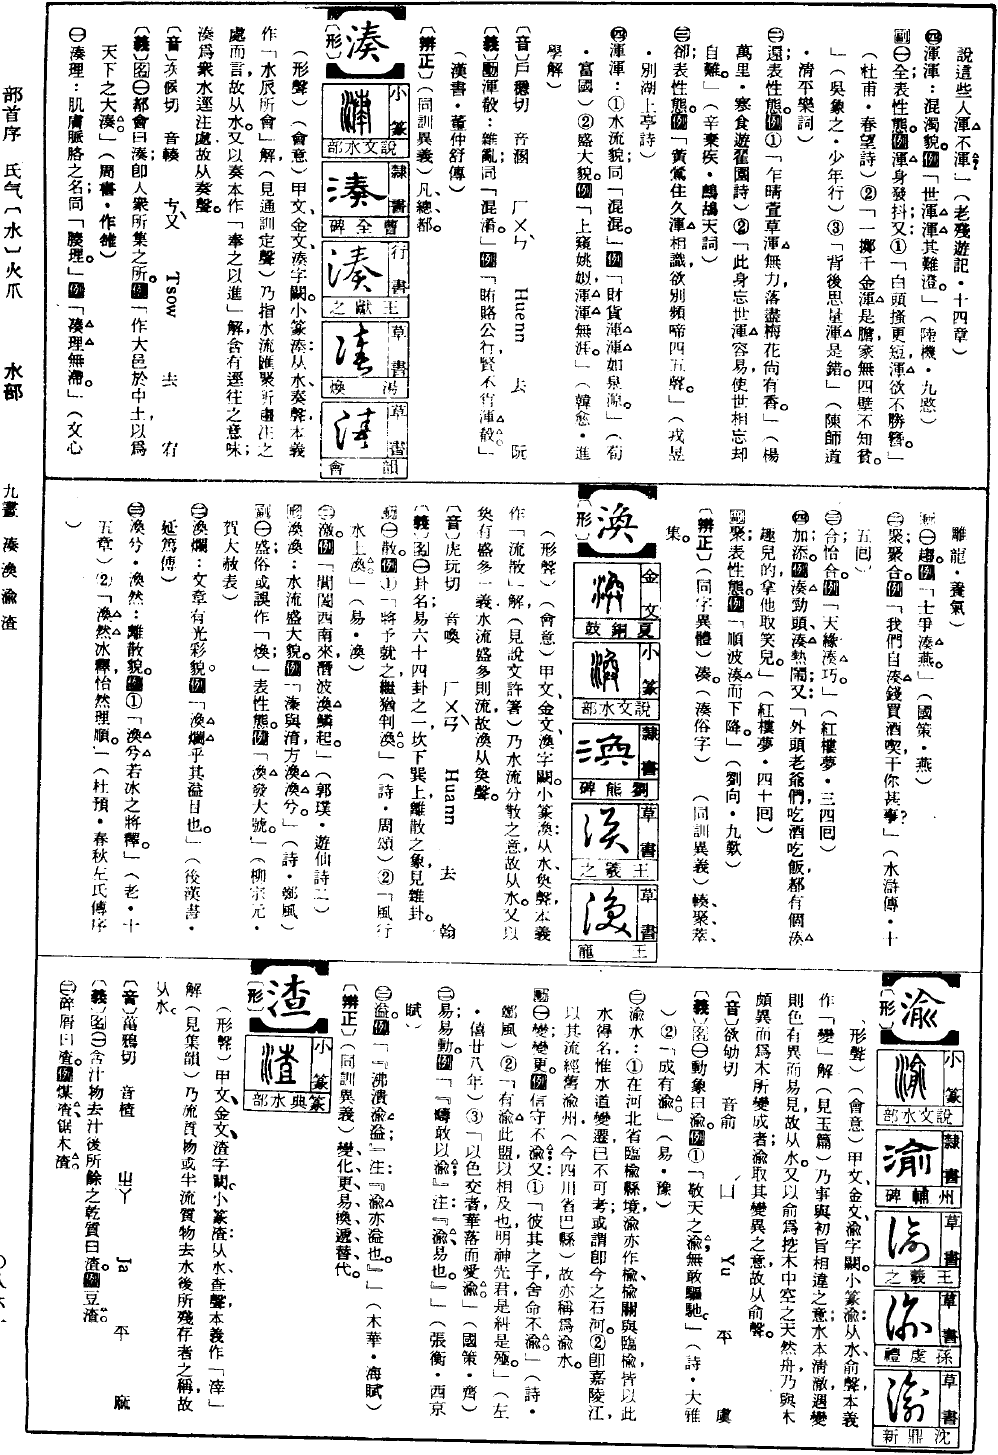 說這些人渾不渾」（老殘遊記・十四章）
四渾渾：混濁貌。例「世渾渾其難澄。」（陸機・九愍）
副㊀全表性態。例渾身發抖又：①「白頭搔更短，渾欲不勝簪。」
（杜甫・春望詩）②「一擲千金渾是膽，家無四壁不知貧。
」（吳象之・少年行）③「背後思量渾是錯。」（陳師道
・清平樂詞）
㊁還表性態。例①「乍晴萱草渾無力，落盡梅花尙有香。」（楊
萬里・寒食遊翟園詩）②「此身忘世渾容易，使世相忘却
自難。」（辛棄疾・鷓鴣天詞）
㊂卻表性態。例「黃鶯住久渾相識，欲別頻啼四五聲。」（戎昱
・別湖上亭詩）
四渾渾：①水流貌；同「混混。」例「財貨渾渾如泉源。」（荀
・富國）②盛大貌。例「上窺姚姒，渾渾無涯。」（韓愈・進
學解）
〔音〕戶穩切　音溷　ㄏㄨㄣˋ　Huenn　去　阮
〔義〕動渾殽：雜亂；同「混淆。」例「賄賂公行，賢不肖渾殽。」
（漢書・董仲舒傳）
〔辨正〕（同訓異義）凡、總、都。
湊
〔形〕
小篆　說文水部
隸書　曹全碑
行書　王獻之
草書　馮煥
草書　韻會
（形聲）（會意）甲文、金文湊字闕。小篆湊：从水、奏聲，本義
作「水㡿所會」解，（見通訓定聲）乃指水流匯聚所趨注之
處而言，故从水。又以奏本作「奉之以進」解，含有逕往之意味；
湊爲衆水逕注處，故从奏聲。
〔音〕次候切　音輳　ㄘㄡˋ　Tsow　去　宥
〔義〕名㊀都會曰湊；卽人衆所集之所。例「作大邑於中土，以爲
天下之大湊。」（周書・作雒）
㊁湊理：肌膚脈胳之名；同「腠理。」例「湊理無滯。」（文心
雕龍・養氣）
動㊀趨。例「士爭湊燕。」（國策・燕）
㊁聚；聚合。例「我們自湊錢買酒喫，干你甚事？」（水滸傳・十
五回）
㊂合；恰合。例「天緣湊巧。」（紅樓夢・三四回）
四加添。例湊勁頭、湊熱鬧；又：「外頭老爺們吃酒吃飯都有個湊
趣兒的，拿他取笑兒。」（紅樓夢・四十回）
副聚表性態。例「順波湊而下降。」（劉向・九歎）
〔辨正〕（同字異體）凑。（湊俗字）　（同訓異義）輳、聚、萃、
集。
渙
〔形〕
金文　夏銅鼓
小篆　說文水部
隸書　劉熊碑
草書　王羲之
草書　王寵
（形聲）（會意）甲文、金文渙字闕。小篆渙：从水、奐聲，本義
作「流散」解，（見說文許箸）乃水流分散之意，故从水。又以
奐有盛多一義，水流盛多則流，故渙从奐聲。
〔音〕虎玩切　音喚　ㄏㄨㄢˋ　Huann　去　翰
〔義〕名㊀卦名，易六十四卦之一，坎下巽上，離散之象，見雜卦。
動㊀散。例①「將予就之，繼猶判渙。」（詩・周頌）②「風行
水上，渙。」（易・渙）
㊁激。例「閶闔西南來，潛波渙鱗起。」（郭璞・遊仙詩）
渙渙：水流盛大貌。例「溱與洧，方渙渙兮。」（詩・鄭風）
副㊀盛；俗或誤作「煥；」表性態。例「渙發大號。」（柳宗元・
賀大赦表）
㊁渙爛：文章有光彩貌。例「渙爛乎其溢目也。」（後漢書・
延篤傳）
㊂渙兮・渙然：離散貌。例①「渙兮若冰之將釋。」（老・十
五章）②「渙然冰釋，怡然理順。」（杜預・春秋左氏傳序
）
渝
〔形〕
小篆　說文水部
隸書　州輔碑
草書　王羲之
草書　孫虔禮
草書　沈鼎新
（形聲）（會意）甲文、金文渝字闕。小篆渝：从水、俞聲，本義
作「變」解，（見玉篇）乃事與初旨相違之意；水本清澈，遇變
則色有異而易見，故从水。又以俞爲挖木中空之天然舟，乃與木
頗異而爲木所變成者；渝取其變異之意，故从俞聲。
〔音〕欲劬切　音俞　ㄩˊ　Yu　平　虞
〔義〕名㊀動象曰渝。例①「敬天之渝，無敢驅馳。」（詩・大雅
）②「成有渝。」（易・豫）
㊁渝水：①在河北省臨楡縣境，渝亦作楡，楡關與臨楡皆以此
水得名，惟水道變遷，已不可考；或謂卽今之石河。②卽嘉陵江，
以其流經舊渝州，（今四川省巴縣）故亦稱爲渝水。
動㊀變；變更。例信守不渝；又：①「彼其之子，舍命不渝。」（詩・
鄭風）②「有渝此盟，以相及也，明神先君，是糾是殛。」（左
・僖廿八年）③「以色交者，華落而愛渝。」（國策・齊）
㊁易；易動。例「『疇敢以渝。』注：『渝，易也。』」（張衡・西京
賦）
㊂溢。例「『沸潰渝溢。』注：『渝亦溢也。』」（木華・海賦）
〔辨正〕（同訓異義）變、化、更、易、換、遞、替、代。
渣
〔形〕
小篆　篆典水部
（形聲）甲文、金文渣字闕。小篆渣：从水、查聲，本義作「滓」
解，（見集韻）乃流質物或半流質物去水後所殘存者之稱，故
从水。
〔音〕鴉切　音楂　ㄓㄚ　Ja　平　麻
〔義〕名㊀含汁物去汁後所餘之乾質曰渣。例豆渣。
㊁碎屑曰渣。例煤渣、鋸木渣。
部首序　氏气〔水〕火爪　水部　九畫　湊渙渝渣